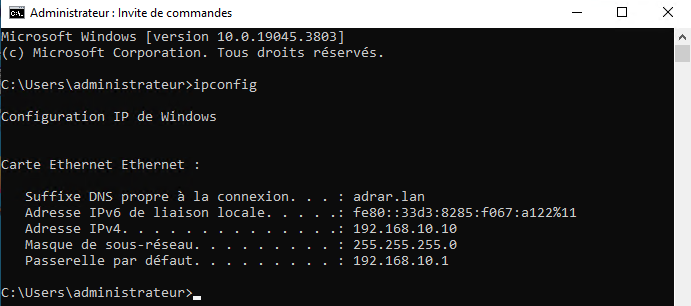 Administrateur : Invite de commandes
Microsoft Windows [version 10.0.19045.3803]
(c) Microsoft Corporation. Tous droits réservés.
C:\Users\administrateur>ipconfig
Configuration IP de Windows
Carte Ethernet Ethernet :
Suffixe DNS propre à la connexion. . . : adrar.lan
Adresse IPv6 de liaison locale. . . . .: fe80::33d3:8285:f067:a122%11
Adresse IPv4. . . . . . . . . . . . . .: 192.168.10.10
Masque de sous-réseau. . . . . . . . . : 255.255.255.0
Passerelle par défaut. . . . . . . . . : 192.168.10.1
C:\Users\administrateur>